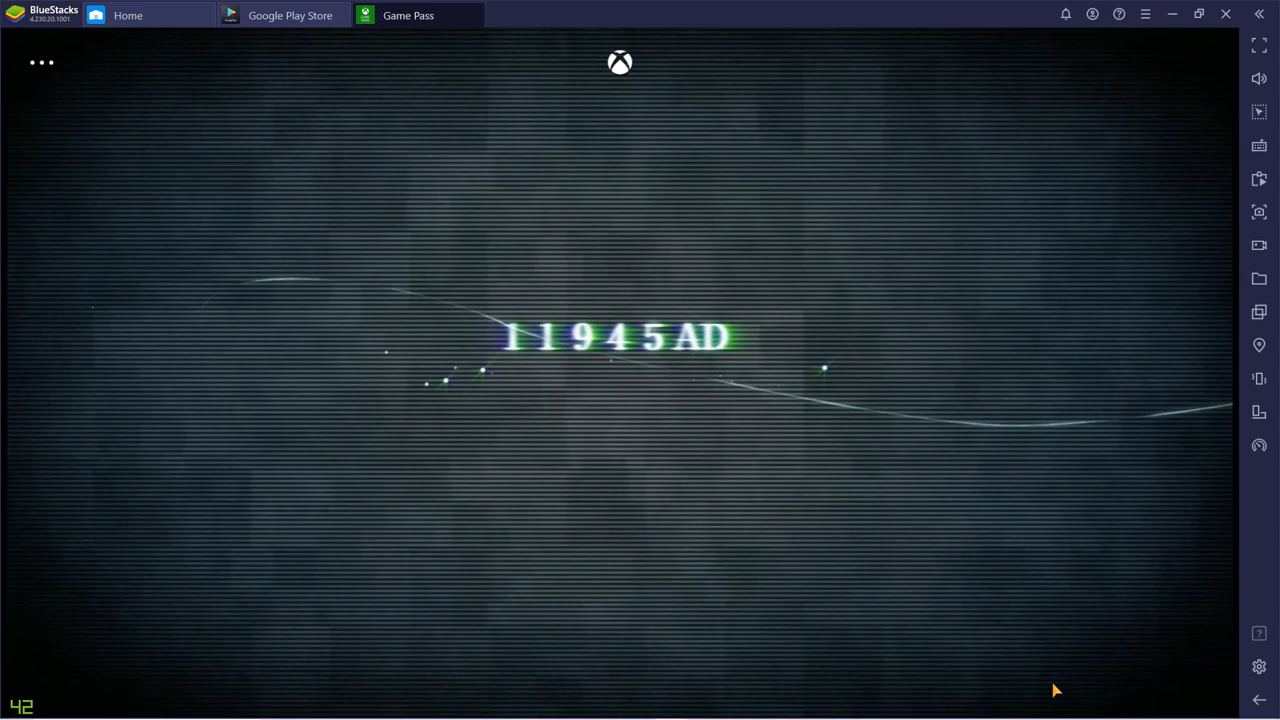 BlueStacks
4.230.20.1001
Home
Google Play Store
Game Pass
11945AD
42